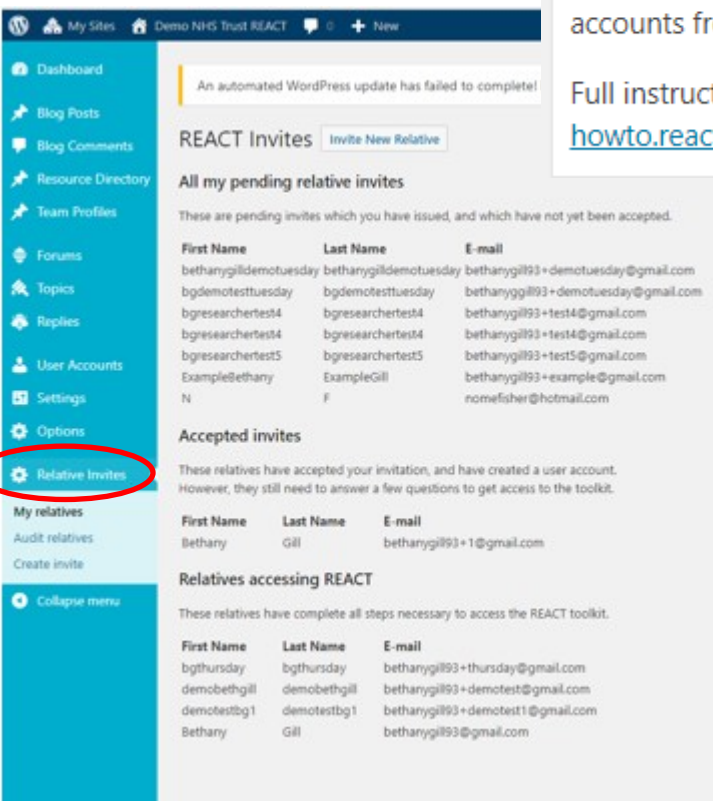 My Sites Demo NHS Trust REACT 0 + New
accounts fr
Full instruct
howto.reac
Dashboard
Blog Posts
Blog Comments
Resource Directory
Team Profiles
Forums
Topics
Replies
User Accounts
Settings
Options
Relative Invites
My relatives
Audit relatives
Create invite
Collapse menu
An automated WordPress update has failed to complete!
REACT Invites Invite New Relative
All my pending relative invites
These are pending invites which you have issued, and which have not yet been accepted.
First Name Last Name E-mail
bethanygilldemotuesday bethanygilldemotuesday bethanygill93+demotuesday@gmail.com
bgdemotesttuesday bgdemotesttuesday bethanyggill93+demotuesday@gmail.com
bgresearchertest4 bgresearchertest4 bethanygill93+test4@gmail.com
bgresearchertest4 bgresearchertest4 bethanygill93+test4@gmail.com
bgresearchertest5 bgresearchertest5 bethanygill93+test5@gmail.com
ExampleBethany ExampleGill bethanygill93+example@gmail.com
N F nomefisher@hotmail.com
Accepted invites
These relatives have accepted your invitation, and have created a user account.
However, they still need to answer a few questions to get access to the toolkit.
First Name Last Name E-mail
Bethany Gill bethanygill93+1@gmail.com
Relatives accessing REACT
These relatives have complete all steps necessary to access the REACT toolkit.
First Name Last Name E-mail
bgthursday bgthursday bethanygill93+thursday@gmail.com
demobethgill demobethgill bethanygill93+demotest@gmail.com
demotestbg1 demotestbg1 bethanygill93+demotest1@gmail.com
Bethany Gill bethanygill93@gmail.com